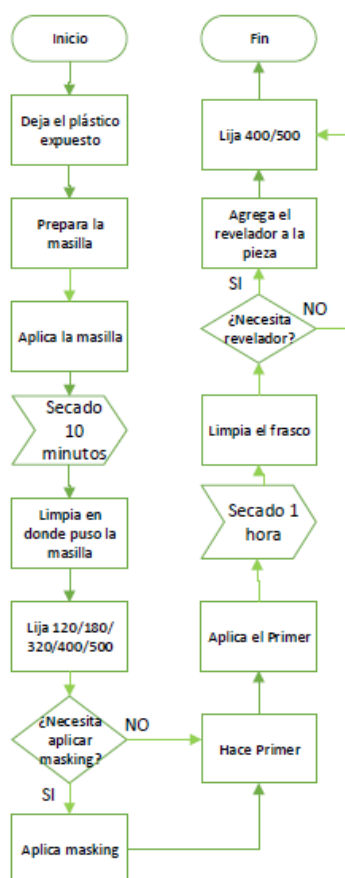 Inicio
Deja el plástico
expuesto
Prepara la
masilla
Aplica la masilla
Secado
10
minutos
Limpia en
donde puso la
masilla
Lija 120/180/
320/400/500
¿Necesita
aplicar
masking?
NO
SI
Aplica masking
Hace Primer
Aplica el Primer
Secado 1
hora
Limpia el frasco
¿Necesita
revelador?
NO
SI
Agrega el
revelador a la
pieza
Lija 400/500
Fin